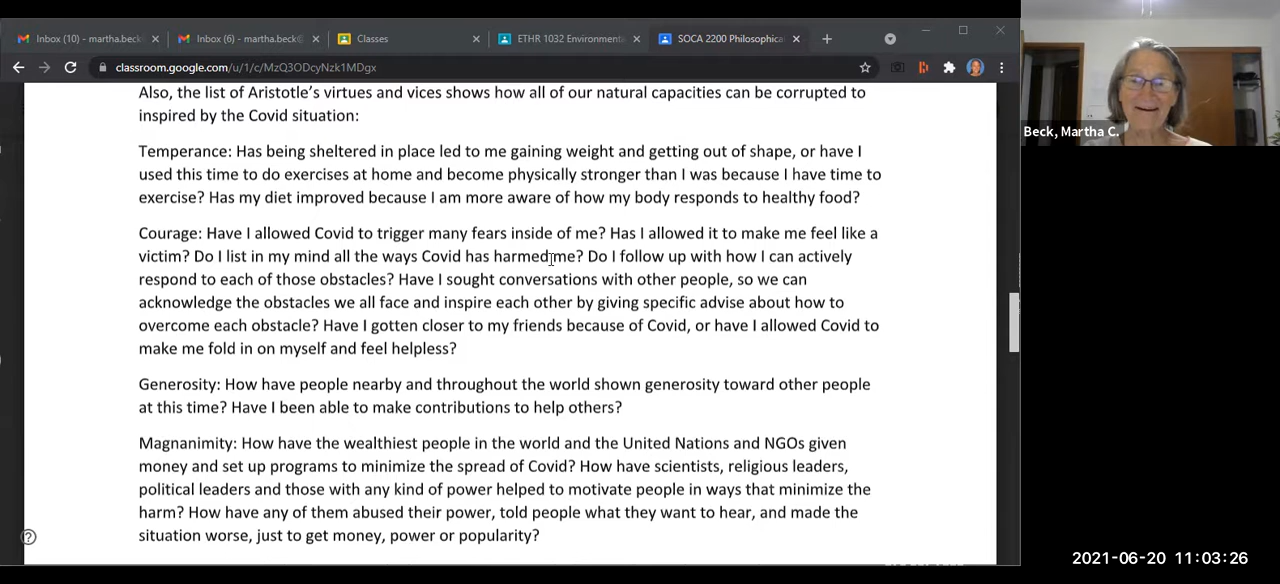 Inbox (10) - martha.beck
Inbox (6) - martha.beck@
Classes
ETHR 1032 Environmenta
SOCA 2200 Philosophica
classroom.google.com/u/1/c/MzQ3ODcyNzk1MDgx
Also, the list of Aristotle's virtues and vices shows how all of our natural capacities can be corrupted to
inspired by the Covid situation:
Temperance: Has being sheltered in place led to me gaining weight and getting out of shape, or have I
used this time to do exercises at home and become physically stronger than I was because I have time to
exercise? Has my diet improved because I am more aware of how my body responds to healthy food?
Courage: Have I allowed Covid to trigger many fears inside of me? Has I allowed it to make me feel like a
victim? Do I list in my mind all the ways Covid has harmed me? Do I follow up with how I can actively
respond to each of those obstacles? Have I sought conversations with other people, so we can
acknowledge the obstacles we all face and inspire each other by giving specific advise about how to
overcome each obstacle? Have I gotten closer to my friends because of Covid, or have I allowed Covid to
make me fold in on myself and feel helpless?
Generosity: How have people nearby and throughout the world shown generosity toward other people
at this time? Have I been able to make contributions to help others?
Magnanimity: How have the wealthiest people in the world and the United Nations and NGOs given
money and set up programs to minimize the spread of Covid? How have scientists, religious leaders,
political leaders and those with any kind of power helped to motivate people in ways that minimize the
harm? How have any of them abused their power, told people what they want to hear, and made the
situation worse, just to get money, power or popularity?
Beck, Martha C.
2021-06-20 11:03:26